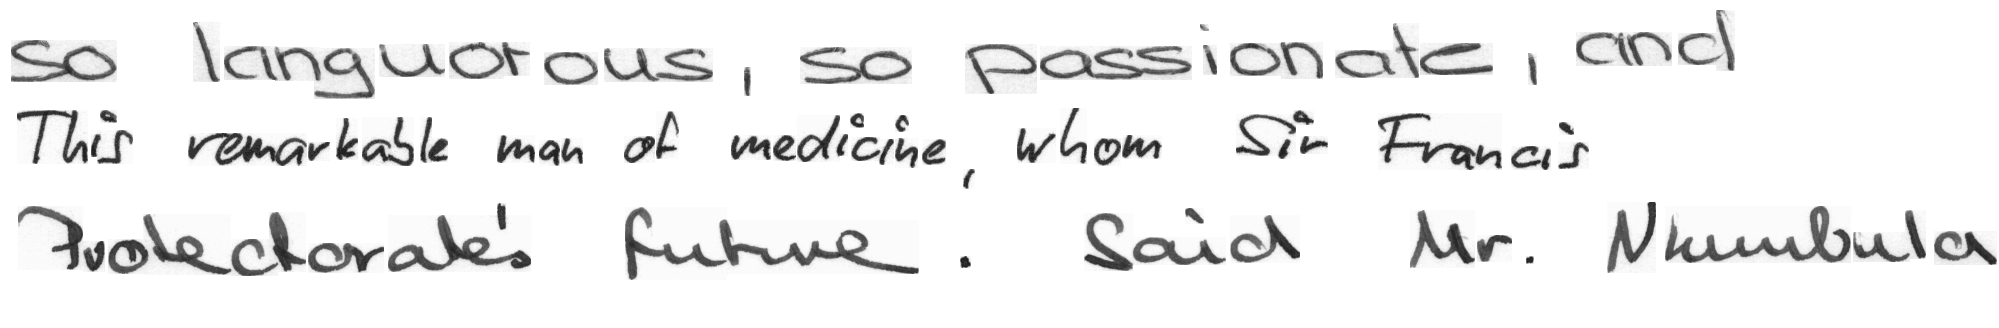 so languorous, so passionate, and
This remarkable man of medicine, whom Sir Francis
Protectorate's future. Said Mr. Nkumbula